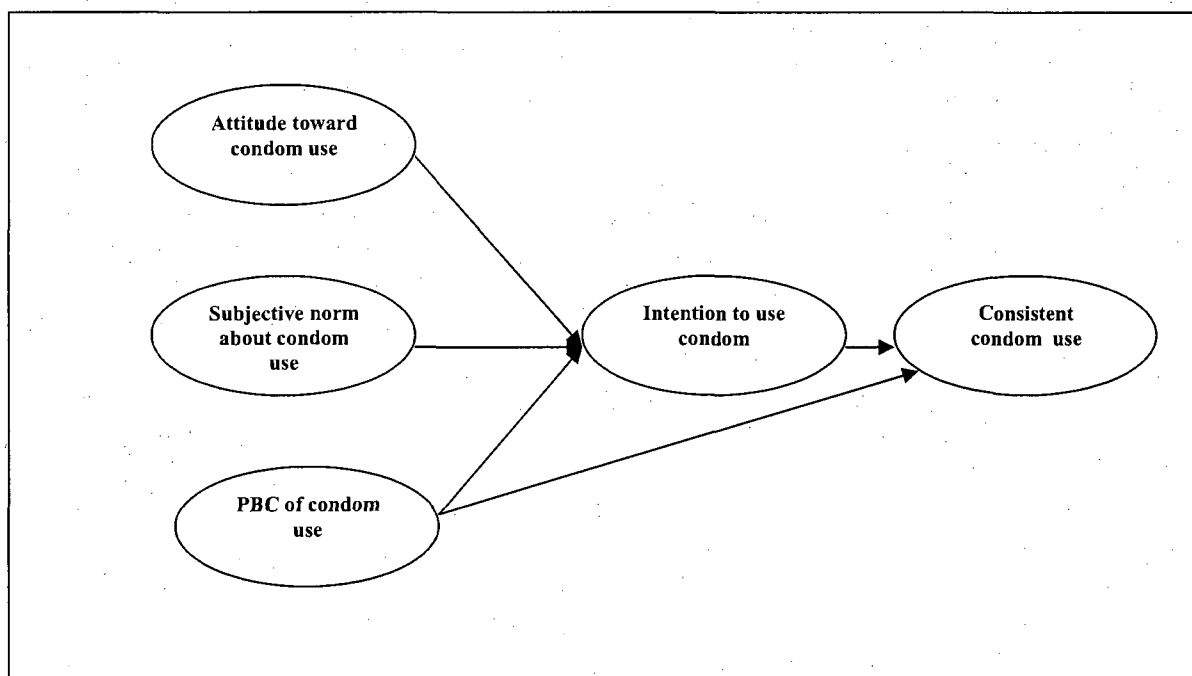 Attitude toward
condom use
Subjective norm
about condom
use
Intention to use
condom
Consistent
condom use
PBC of condom
use